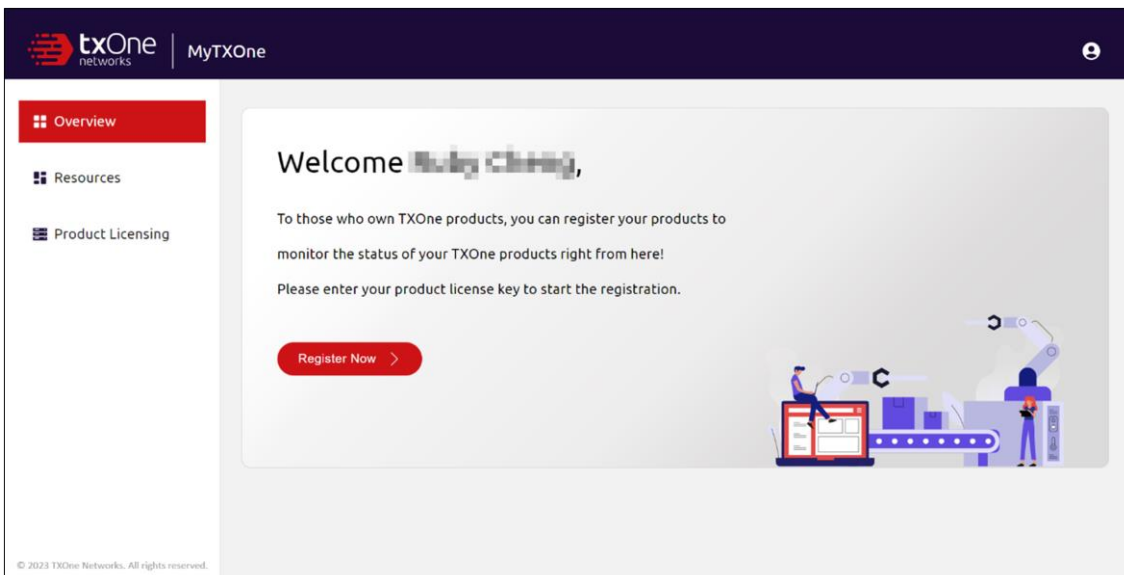 txOne
networks
MyTXOne
Overview
Resources
Product Licensing
Welcome ,
To those who own TXOne products, you can register your products to
monitor the status of your TXOne products right from here!
Please enter your product license key to start the registration.
Register Now
© 2023 TXOne Networks. All rights reserved.